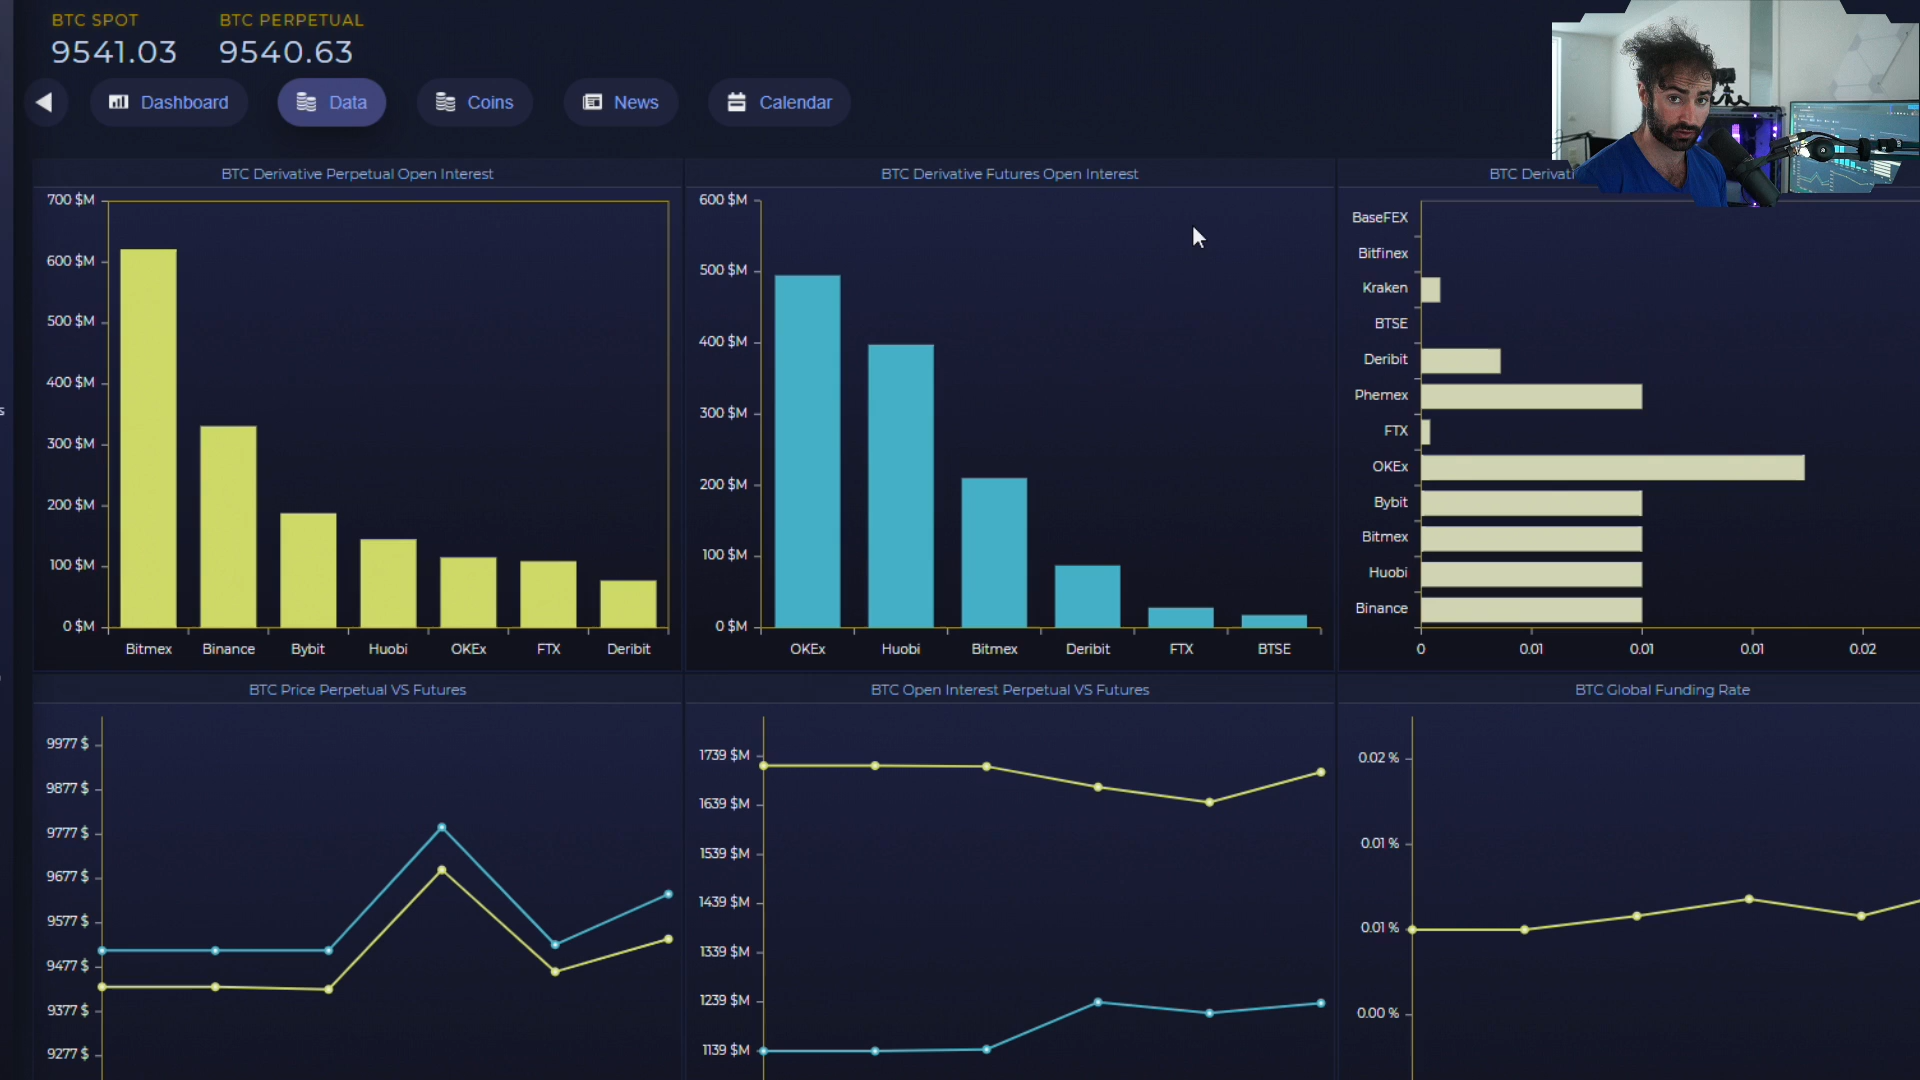 BTC SPOT
BTC PERPETUAL
9541.03
9540.63
Dashboard
Data
Coins
News
Calendar
BTC Derivative Perpetual Open Interest
700 $M
600 $M
500 $M
400 $M
300 $M
200 $M
100 $M
0 $M
Bitmex Binance Bybit Huobi OKEx FTX Deribit
BTC Derivative Futures Open Interest
600 $M
500 $M
400 $M
300 $M
200 $M
100 $M
0 $M
OKEx Huobi Bitmex Deribit FTX BTSE
BTC Derivati
BaseFEX
Bitfinex
Kraken
BTSE
Deribit
Phemex
FTX
OKEx
Bybit
Bitmex
Huobi
Binance
0 0.01 0.01 0.01 0.02
BTC Price Perpetual VS Futures
9977 $
9877 $
9777 $
9677 $
9577 $
9477 $
9377 $
9277 $
BTC Open Interest Perpetual VS Futures
1739 $M
1639 $M
1539 $M
1439 $M
1339 $M
1239 $M
1139 $M
BTC Global Funding Rate
0.02 %
0.01 %
0.01 %
0.00 %